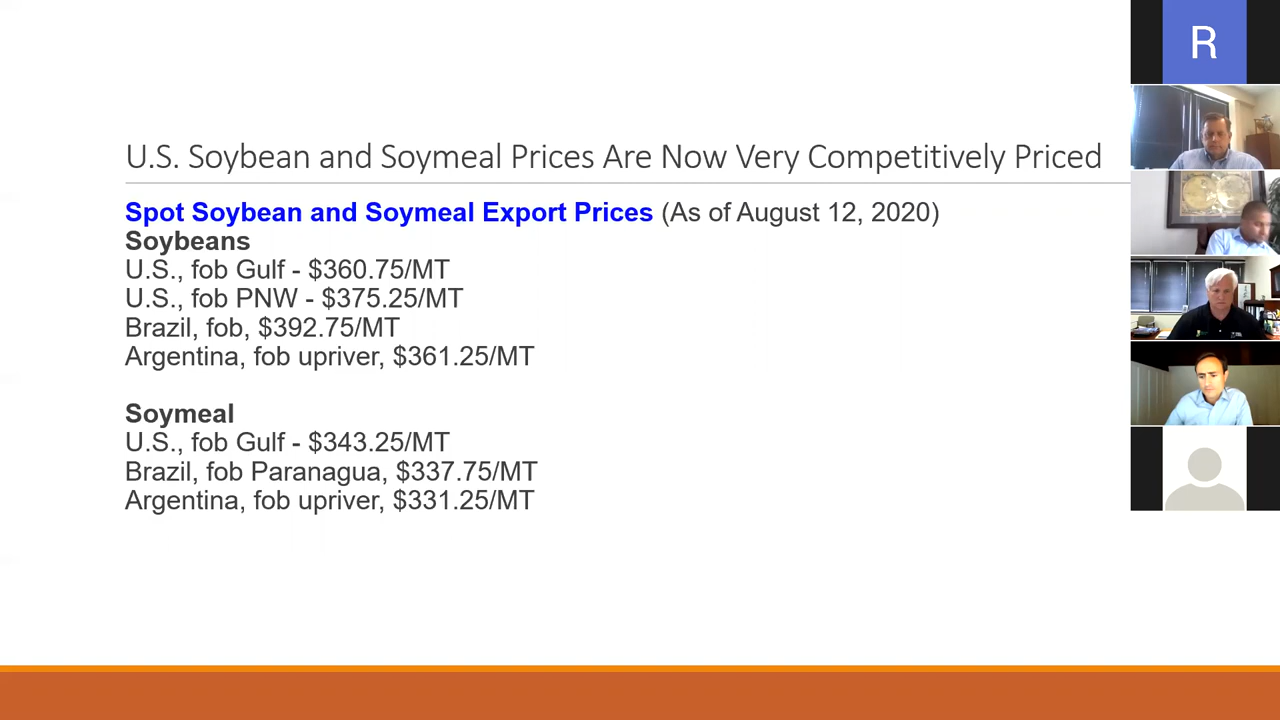 U.S. Soybean and Soymeal Prices Are Now Very Competitively Priced
Spot Soybean and Soymeal Export Prices (As of August 12, 2020)
Soybeans
U.S., fob Gulf - $360.75/MT
U.S., fob PNW - $375.25/MT
Brazil, fob, $392.75/MT
Argentina, fob upriver, $361.25/MT
Soymeal
U.S., fob Gulf - $343.25/MT
Brazil, fob Paranagua, $337.75/MT
Argentina, fob upriver, $331.25/MT
R